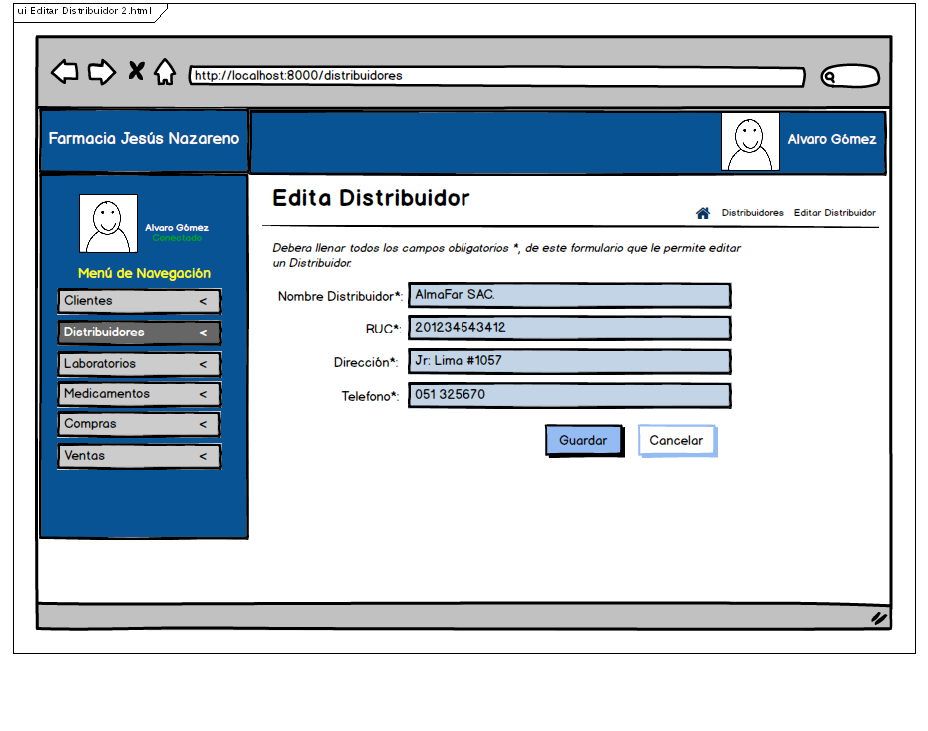 ui Editar Distribuidor 2.html
http://localhost:8000/distribuidores
Farmacia Jesús Nazareno
Alvaro Gómez
Alvaro Gómez
Conectado
Menú de Navegación
Clientes <
Distribuidores <
Laboratorios <
Medicamentos <
Compras <
Ventas <
Edita Distribuidor
Distribuidores Editar Distribuidor
Debera llenar todos los campos obligatorios *, de este formulario que le permite editar
un Distribuidor.
Nombre Distribuidor*: AlmaFar SAC.
RUC*: 201234543412
Dirección*: Jr: Lima #1057
Telefono*: 051 325670
Guardar Cancelar